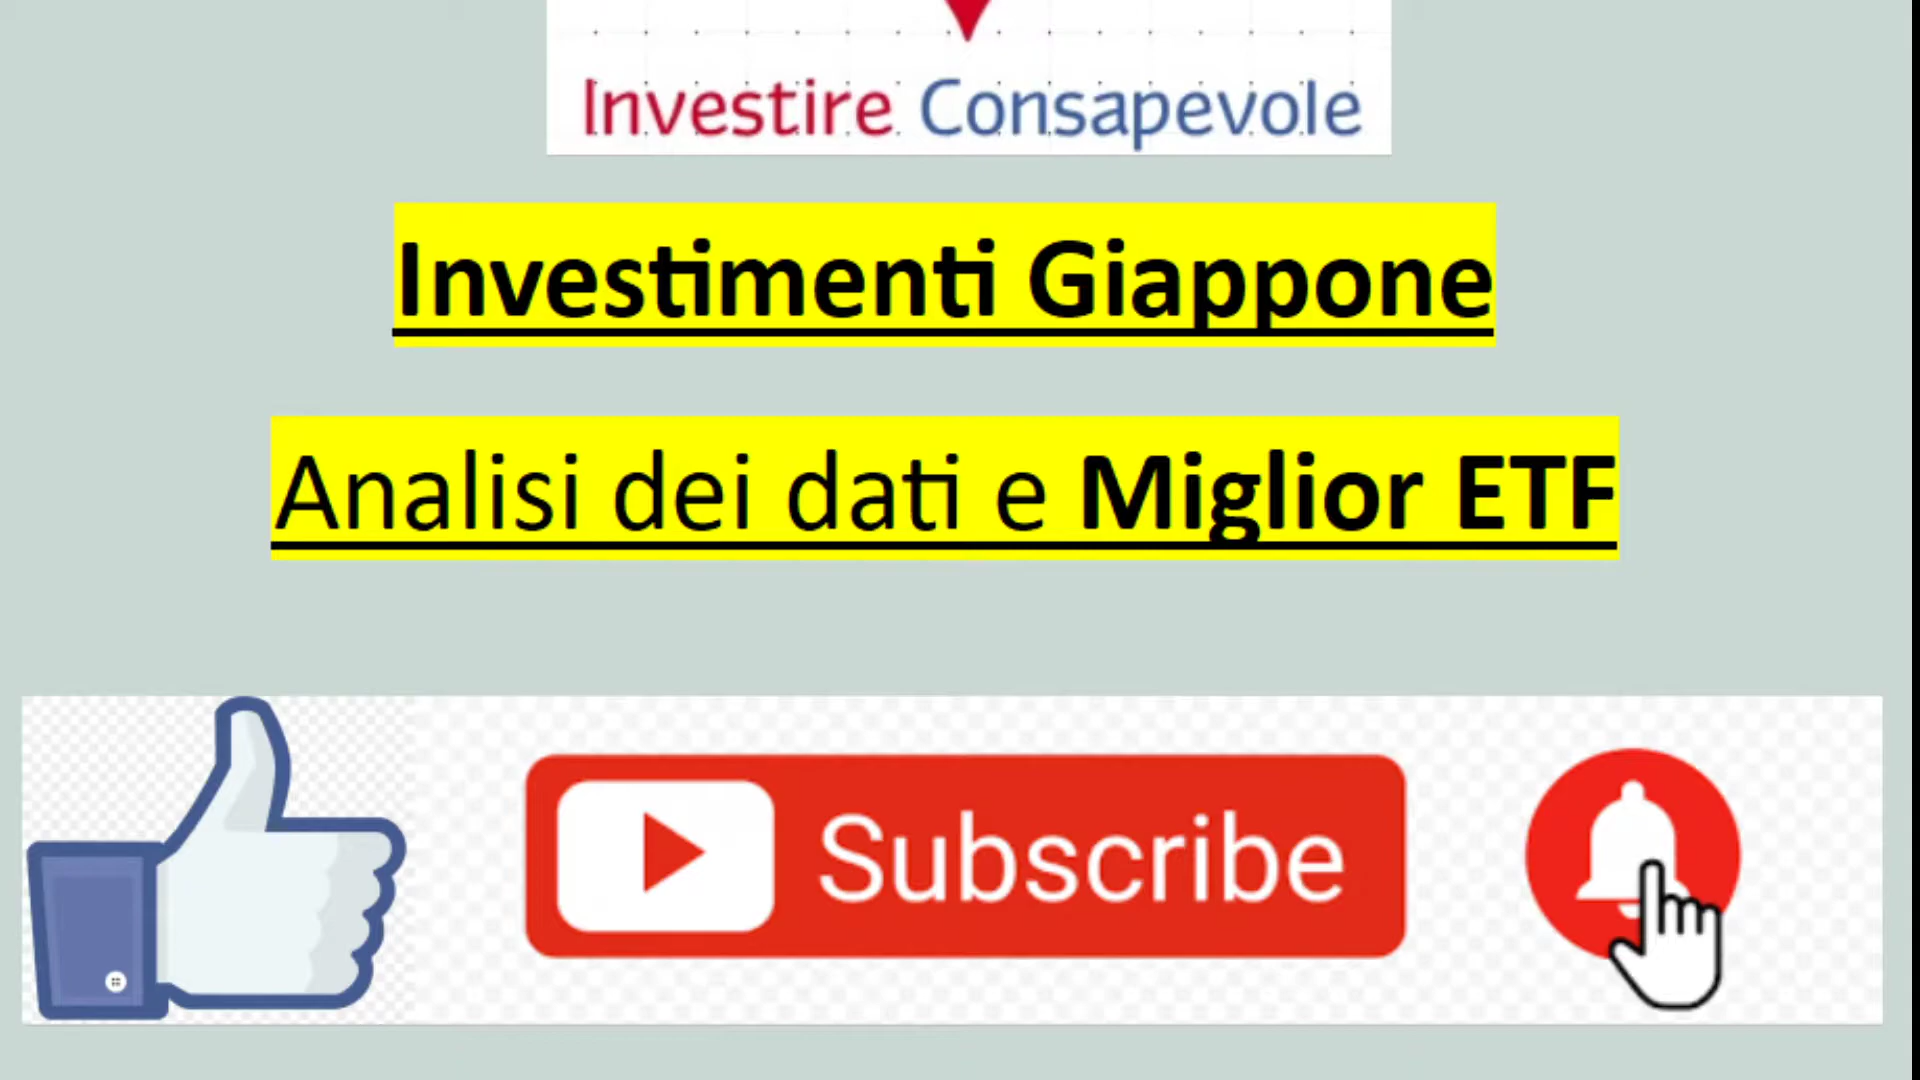 Investire Consapevole
Investimenti Giappone
Analisi dei dati e Miglior ETF
Subscribe